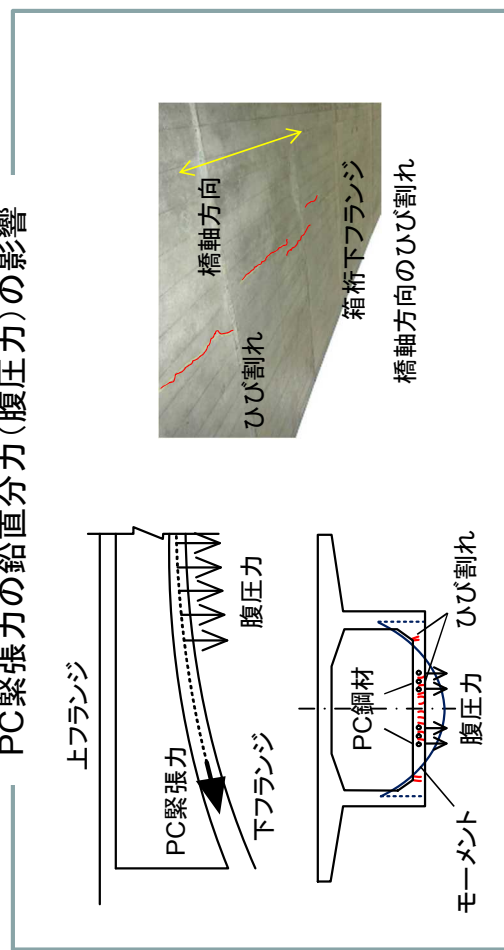 PC緊張力の鉛直分力(腹圧力)の影響
上フランジ
PC緊張力
下フランジ
腹圧力
PC鋼材
ひび割れ
モーメント
腹圧力
橋軸方向
ひび割れ
箱桁下フランジ
橋軸方向のひび割れ